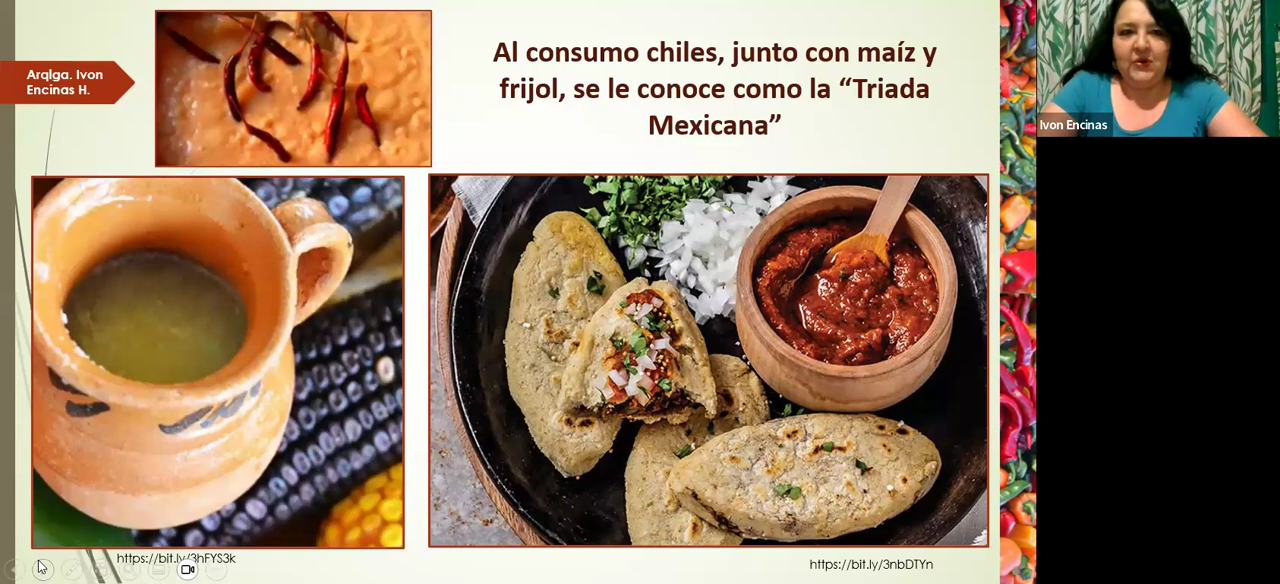 Arqlga. Ivon
Encinas H.
Al consumo chiles, junto con maíz y
frijol, se le conoce como la “Triada
Mexicana”
Ivon Encinas
https://bit.ly/3hFYS3k
https://bit.ly/3nbDTYn